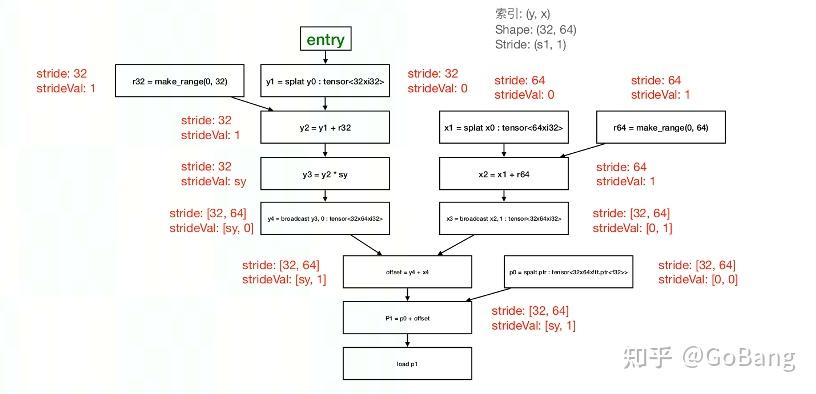 索引: (y, x)
Shape: (32, 64)
Stride: (s1, 1)
entry
stride: 32
strideVal: 1
r32 = make_range(0, 32)
y1 = splat y0 : tensor<32xi32>
stride: 32
strideVal: 0
stride: 64
strideVal: 0
stride: 64
strideVal: 1
stride: 32
strideVal: 1
y2 = y1 + r32
x1 = splat x0 : tensor<64xi32>
r64 = make_range(0, 64)
stride: 32
strideVal: sy
y3 = y2 * sy
x2 = x1 + r64
stride: 64
strideVal: 1
stride: [32, 64]
strideVal: [sy, 0]
y4 = broadcast y3, 0 : tensor<32x64xi32>
x3 = broadcast x2, 1 : tensor<32x64xi32>
stride: [32, 64]
strideVal: [0, 1]
stride: [32, 64]
strideVal: [sy, 1]
offset = y4 + x4
p0 = spalt.ptr : tensor<32x64x!tt.ptr<f32>>
stride: [32, 64]
strideVal: [0, 0]
P1 = p0 + offset
stride: [32, 64]
strideVal: [sy, 1]
load p1
知乎 @GoBang